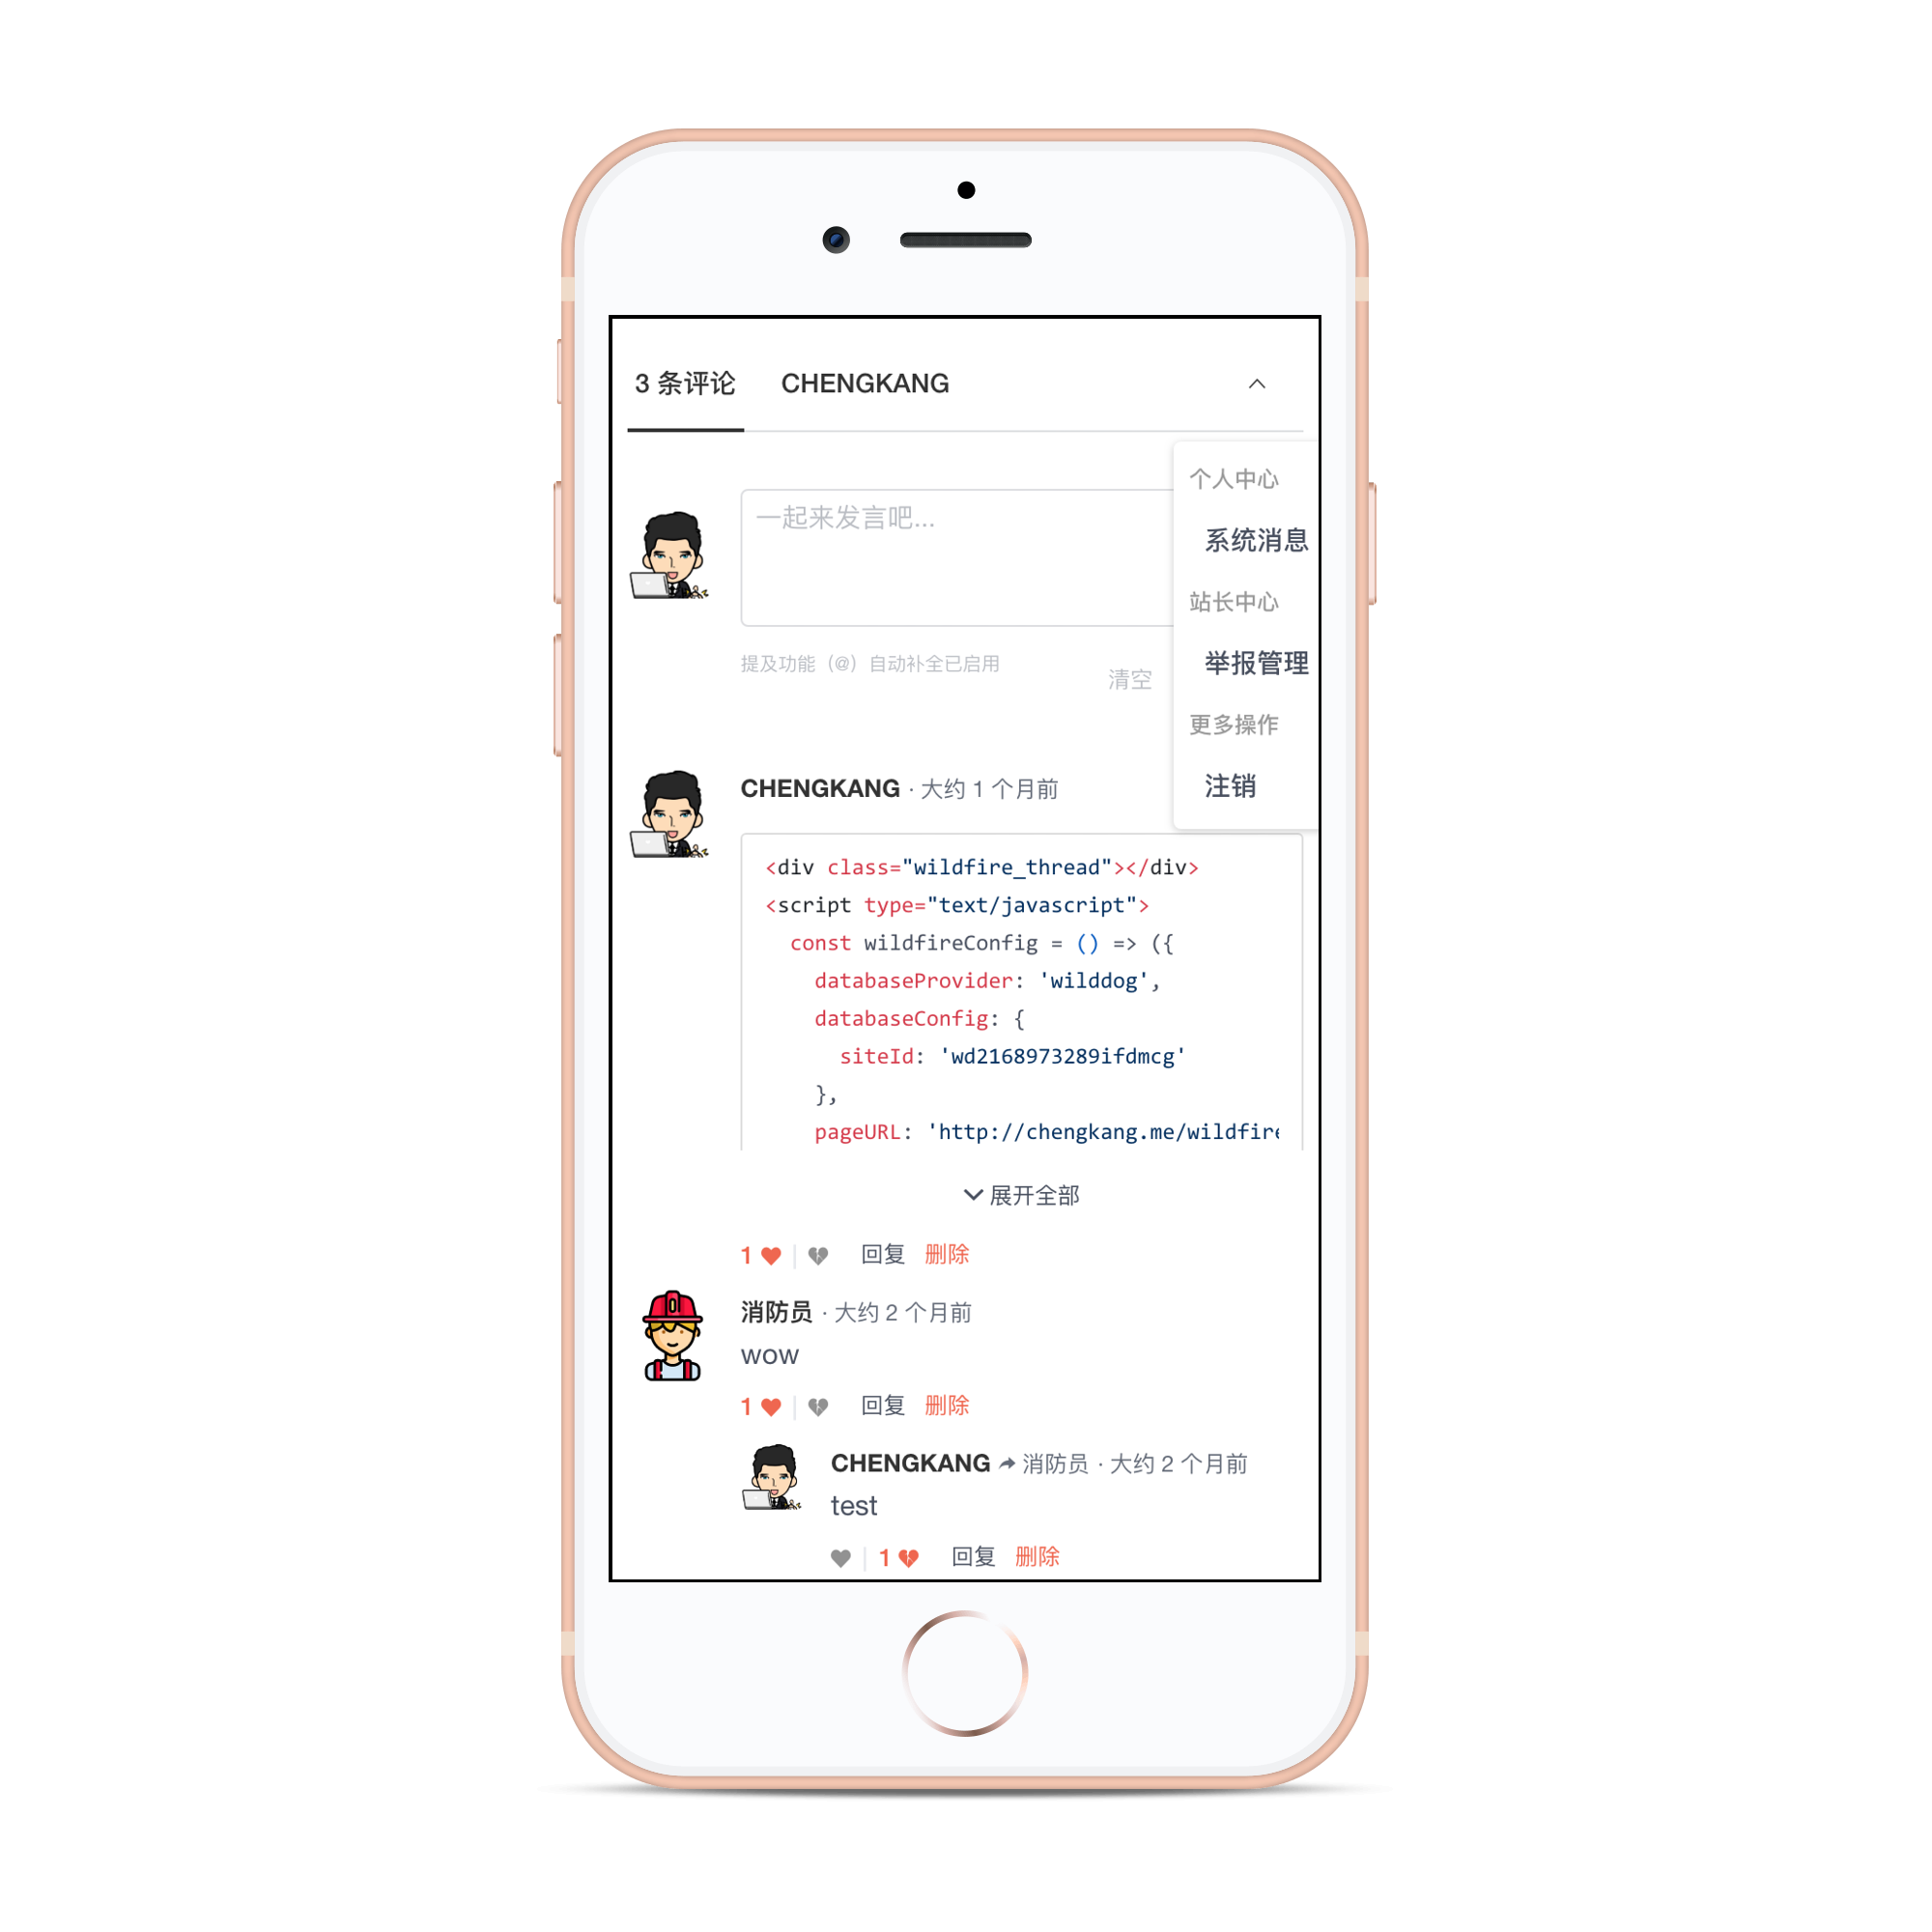 3 条评论 CHENGKANG
个人中心
系统消息
站长中心
举报管理
更多操作
注销
一起来发言吧...
提及功能（@）自动补全已启用
清空
CHENGKANG · 大约 1 个月前
<div class="wildfire_thread"></div>
<script type="text/javascript">
const wildfireConfig = () => ({
databaseProvider: 'wilddog',
databaseConfig: {
siteId: 'wd2168973289ifdmcg'
},
pageURL: 'http://chengkang.me/wildfire
展开全部
1 回复 删除
消防员 · 大约 2 个月前
wow
1 回复 删除
CHENGKANG 消防员 · 大约 2 个月前
test
1 回复 删除